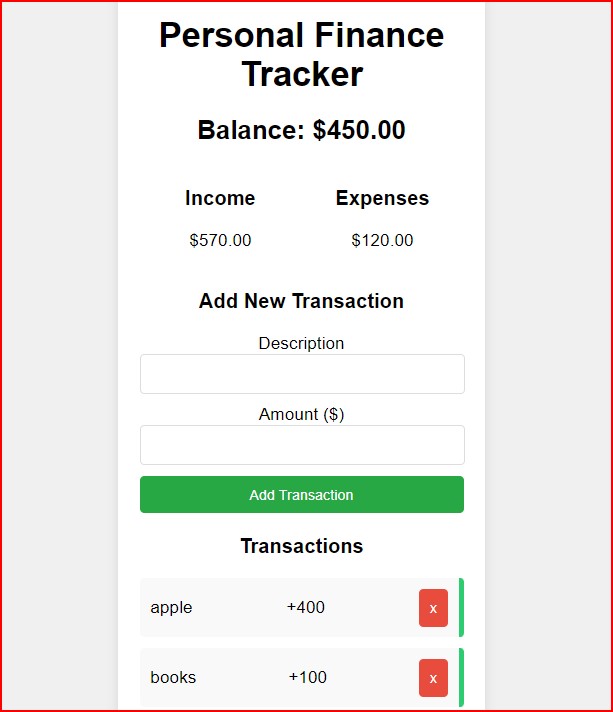 Personal Finance
Tracker
Balance: $450.00
Income Expenses
$570.00 $120.00
Add New Transaction
Description
Amount ($)
Add Transaction
Transactions
apple +400 x
books +100 x